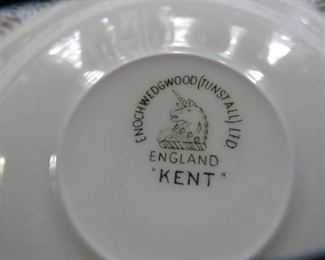 ENOCH WEDGWOOD (TUNSTALL) LTD
ENGLAND
"KENT"